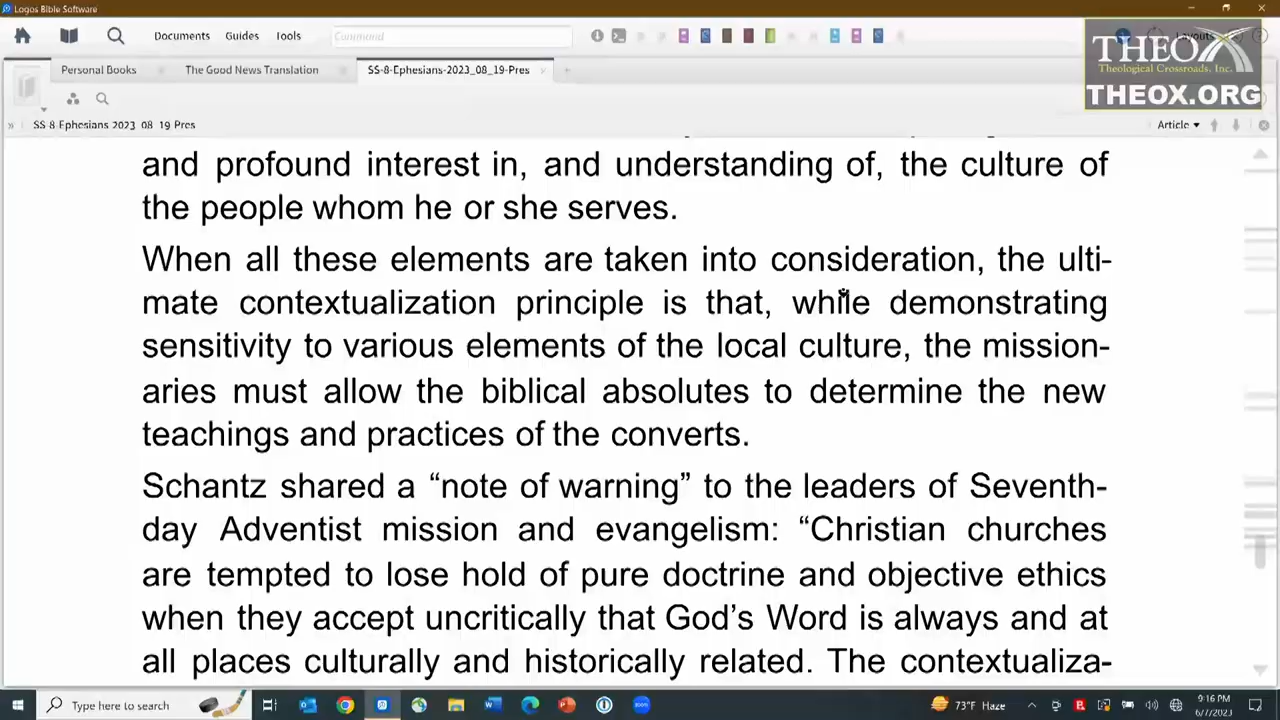 Logos Bible Software
Documents Guides Tools Command Layouts
THEOX
Theological Crossroads, Inc.
THEOX.ORG
Personal Books The Good News Translation SS-8-Ephesians-2023_08_19-Pres
SS-8-Ephesians-2023_08_19-Pres Article
and profound interest in, and understanding of, the culture of
the people whom he or she serves.
When all these elements are taken into consideration, the ulti-
mate contextualization principle is that, while demonstrating
sensitivity to various elements of the local culture, the mission-
aries must allow the biblical absolutes to determine the new
teachings and practices of the converts.
Schantz shared a “note of warning” to the leaders of Seventh-
day Adventist mission and evangelism: “Christian churches
are tempted to lose hold of pure doctrine and objective ethics
when they accept uncritically that God’s Word is always and at
all places culturally and historically related. The contextualiza-
Type here to search 73°F Haze 9:16 PM
6/7/2023